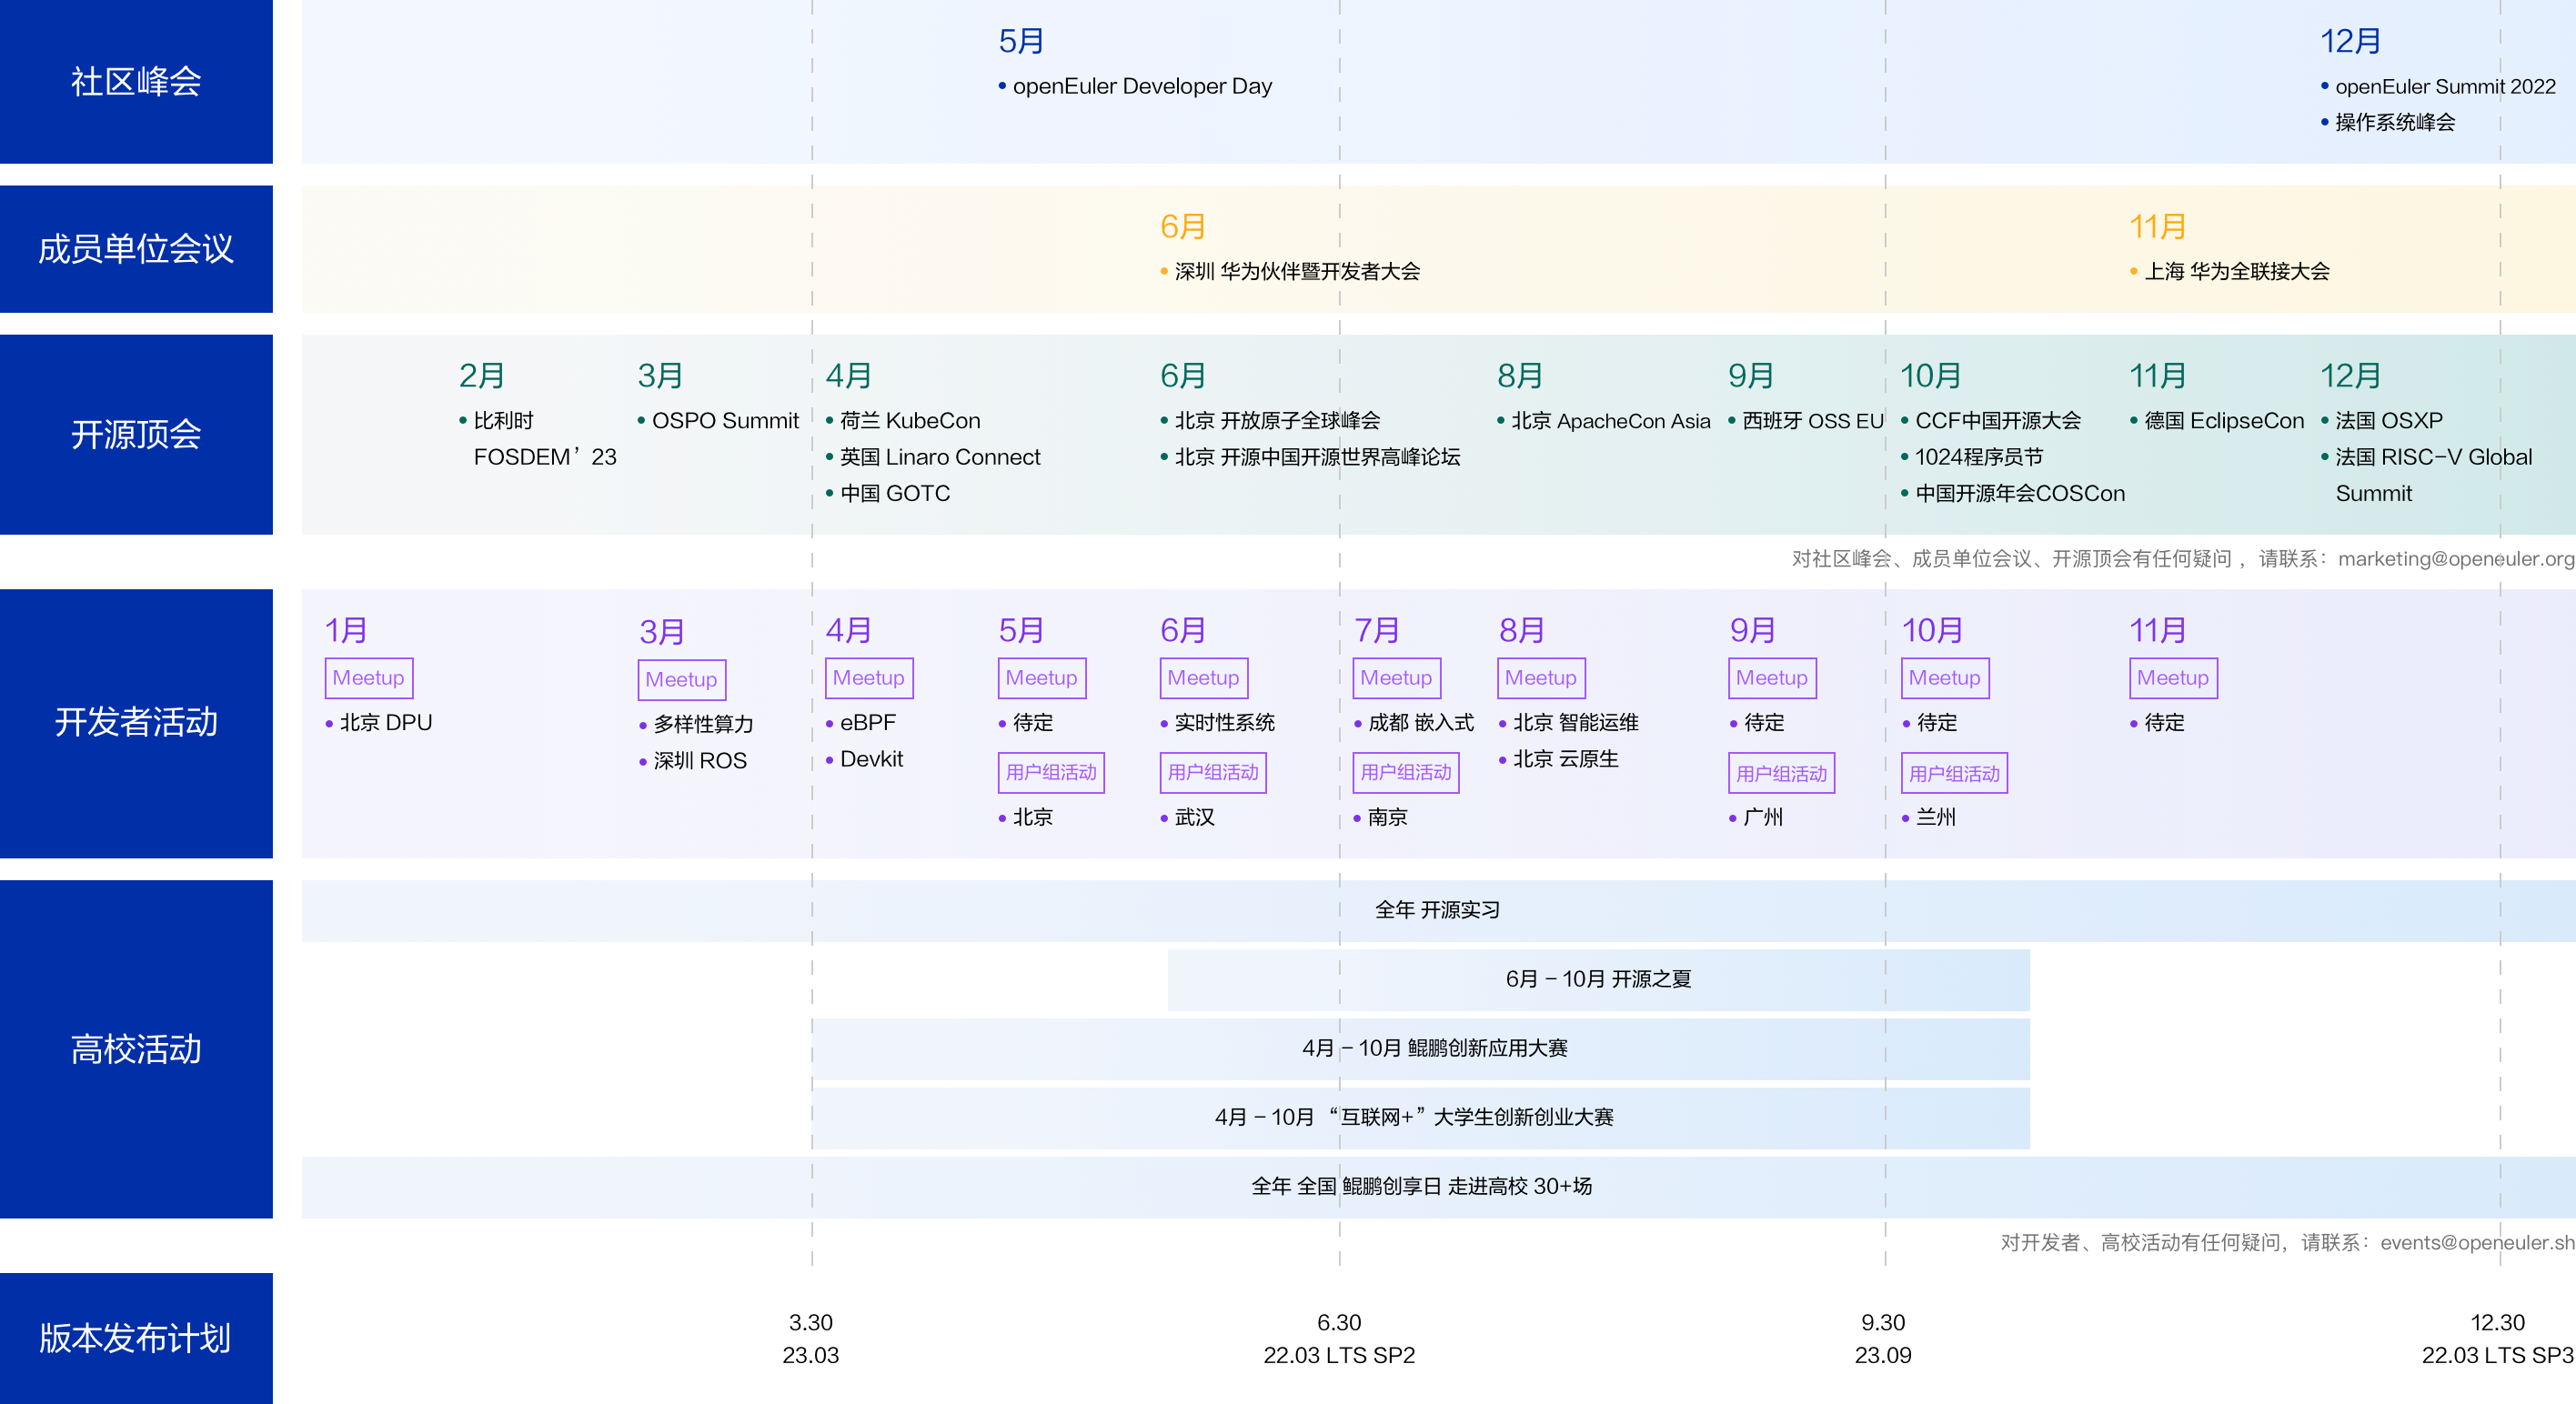 社区峰会
5月
openEuler Developer Day
12月
openEuler Summit 2022
操作系统峰会
成员单位会议
6月
深圳 华为伙伴暨开发者大会
11月
上海 华为全联接大会
开源顶会
2月
比利时
FOSDEM’23
3月
OSPO Summit
4月
荷兰 KubeCon
英国 Linaro Connect
中国 GOTC
6月
北京 开放原子全球峰会
北京 开源中国开源世界高峰论坛
8月
北京 ApacheCon Asia
9月
西班牙 OSS EU
10月
CCF中国开源大会
1024程序员节
中国开源年会COSCon
11月
德国 EclipseCon
12月
法国 OSXP
法国 RISC-V Global
Summit
对社区峰会、成员单位会议、开源顶会有任何疑问，请联系：marketing@openeuler.org
开发者活动
1月
Meetup
北京 DPU
3月
Meetup
多样性算力
深圳 ROS
4月
Meetup
eBPF
Devkit
5月
Meetup
待定
用户组活动
北京
6月
Meetup
实时性系统
用户组活动
武汉
7月
Meetup
成都 嵌入式
用户组活动
南京
8月
Meetup
北京 智能运维
北京 云原生
9月
Meetup
待定
用户组活动
广州
10月
Meetup
待定
用户组活动
兰州
11月
Meetup
待定
高校活动
全年 开源实习
6月 - 10月 开源之夏
4月 - 10月 鲲鹏创新应用大赛
4月 - 10月 “互联网+”大学生创新创业大赛
全年 全国 鲲鹏创享日 走进高校 30+场
对开发者、高校活动有任何疑问，请联系：events@openeuler.sh
版本发布计划
3.30
23.03
6.30
22.03 LTS SP2
9.30
23.09
12.30
22.03 LTS SP3